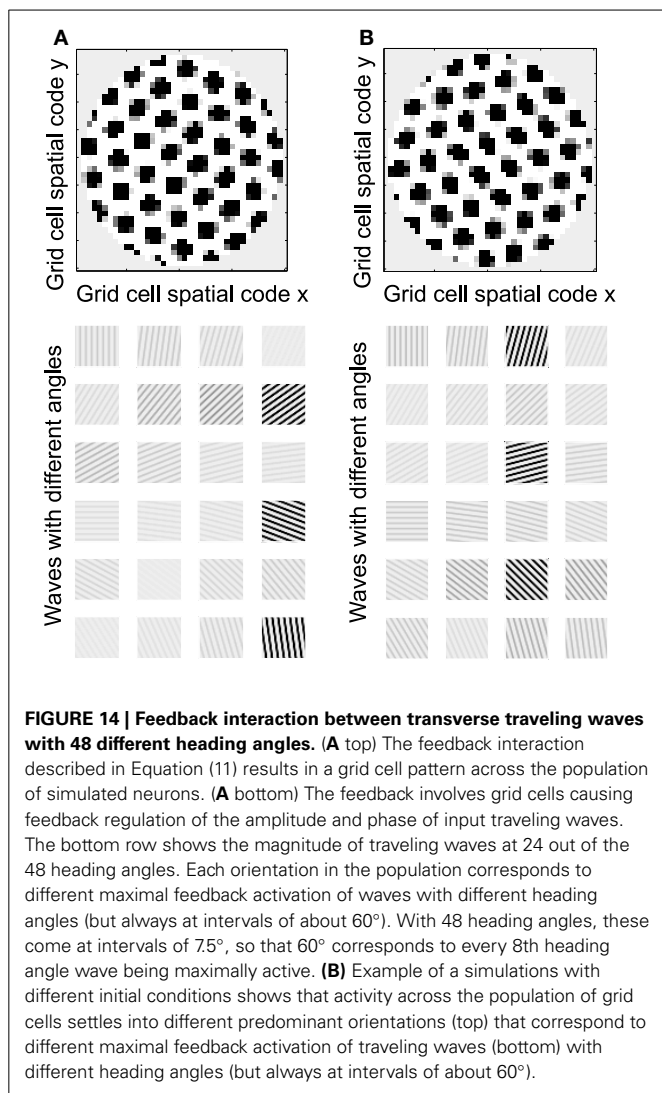 A
B
Grid cell spatial code y
Grid cell spatial code y
Grid cell spatial code x
Grid cell spatial code x
Waves with different angles
Waves with different angles
FIGURE 14 | Feedback interaction between transverse traveling waves
with 48 different heading angles. (A top) The feedback interaction
described in Equation (11) results in a grid cell pattern across the population
of simulated neurons. (A bottom) The feedback involves grid cells causing
feedback regulation of the amplitude and phase of input traveling waves.
The bottom row shows the magnitude of traveling waves at 24 out of the
48 heading angles. Each orientation in the population corresponds to
different maximal feedback activation of waves with different heading
angles (but always at intervals of about 60°). With 48 heading angles, these
come at intervals of 7.5°, so that 60° corresponds to every 8th heading
angle wave being maximally active. (B) Example of a simulations with
different initial conditions shows that activity across the population of grid
cells settles into different predominant orientations (top) that correspond to
different maximal feedback activation of traveling waves (bottom) with
different heading angles (but always at intervals of about 60°).